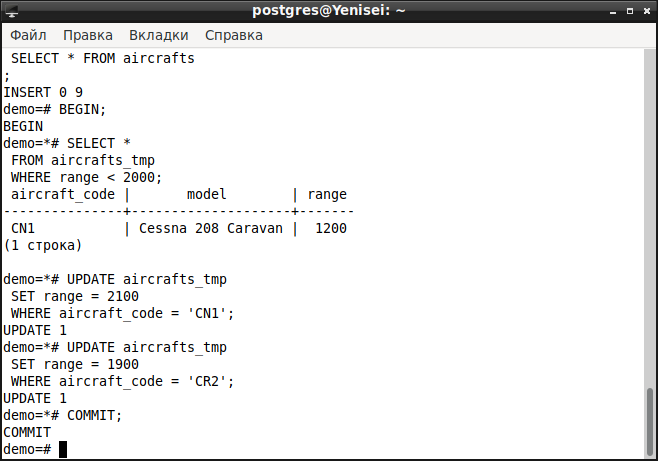 postgres@Yenisei: ~
Файл Правка Вкладки Справка
 SELECT * FROM aircrafts
;
INSERT 0 9
demo=# BEGIN;
BEGIN
demo=*# SELECT *
 FROM aircrafts_tmp
 WHERE range < 2000;
 aircraft_code |       model        | range
---------------+--------------------+-------
 CN1           | Cessna 208 Caravan |  1200
(1 строка)

demo=*# UPDATE aircrafts_tmp
 SET range = 2100
 WHERE aircraft_code = 'CN1';
UPDATE 1
demo=*# UPDATE aircrafts_tmp
 SET range = 1900
 WHERE aircraft_code = 'CR2';
UPDATE 1
demo=*# COMMIT;
COMMIT
demo=#